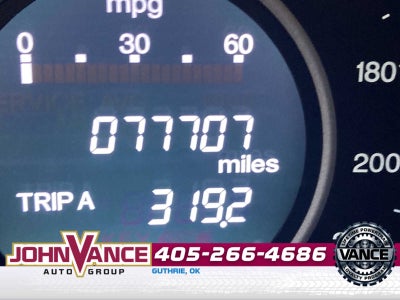 mpg
0 30 60
180
077707
miles
200
TRIP A 319.2
JOHN VANCE
AUTO GROUP
405-266-4686
GUTHRIE, OK
VANCE